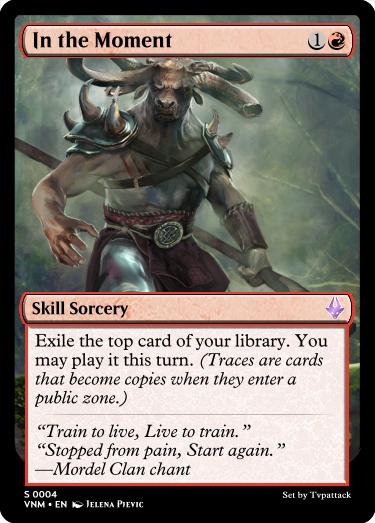 In the Moment 1
Skill Sorcery
Exile the top card of your library. You
may play it this turn. (Traces are cards
that become copies when they enter a
public zone.)
“Train to live, Live to train.”
“Stopped from pain, Start again.”
—Mordel Clan chant
S 0004
VNM • EN Jelena Pjevic
Set by Tvpattack